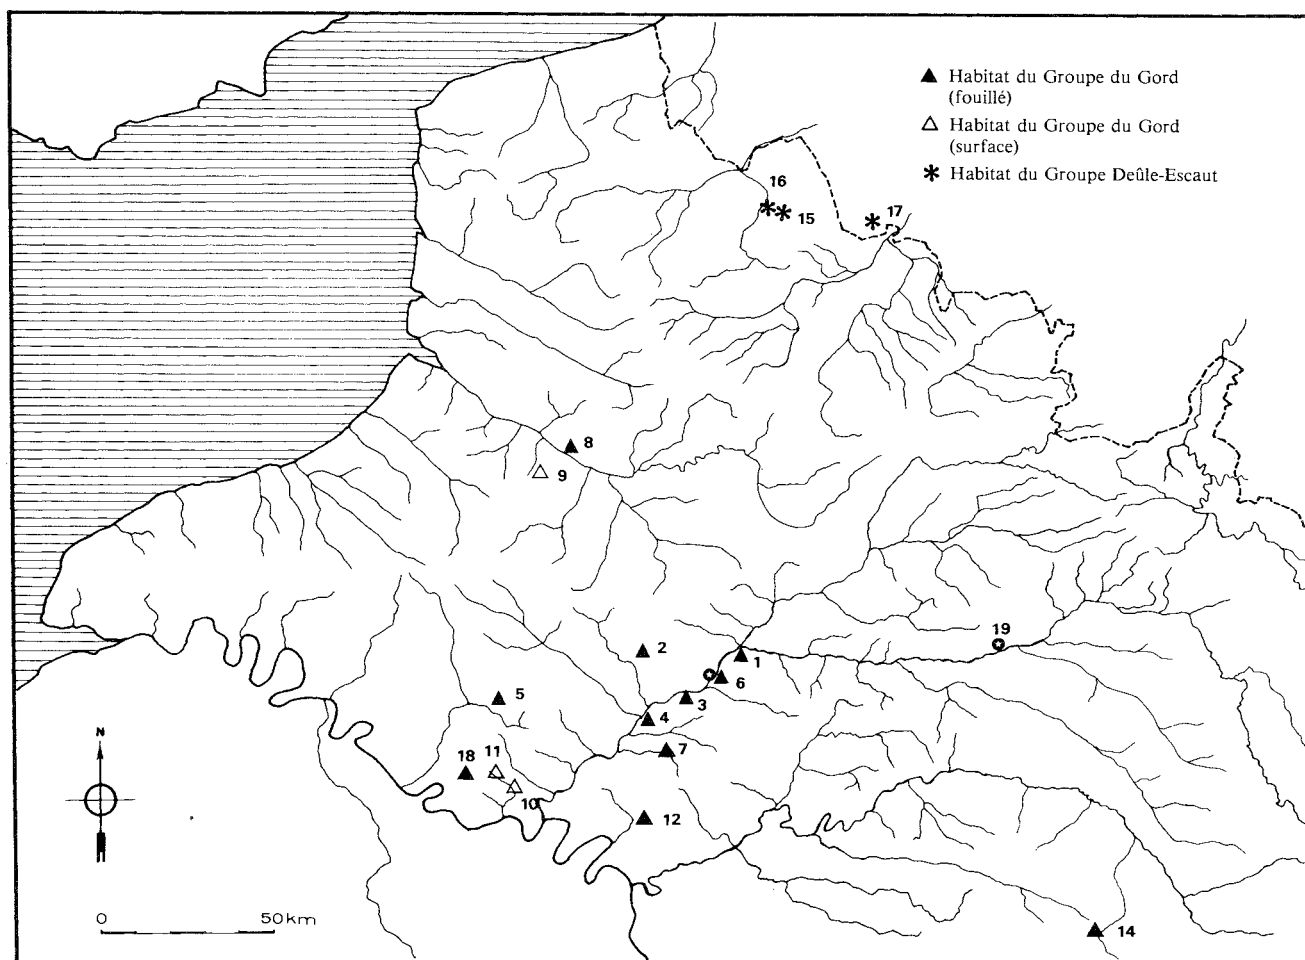 Habitat du Groupe du Gord
(fouillé)
Habitat du Groupe du Gord
(surface)
Habitat du Groupe Deûle-Escaut
16
15
17
8
9
19
2
1
6
5
3
4
7
18
11
10
12
14
N
0 50km